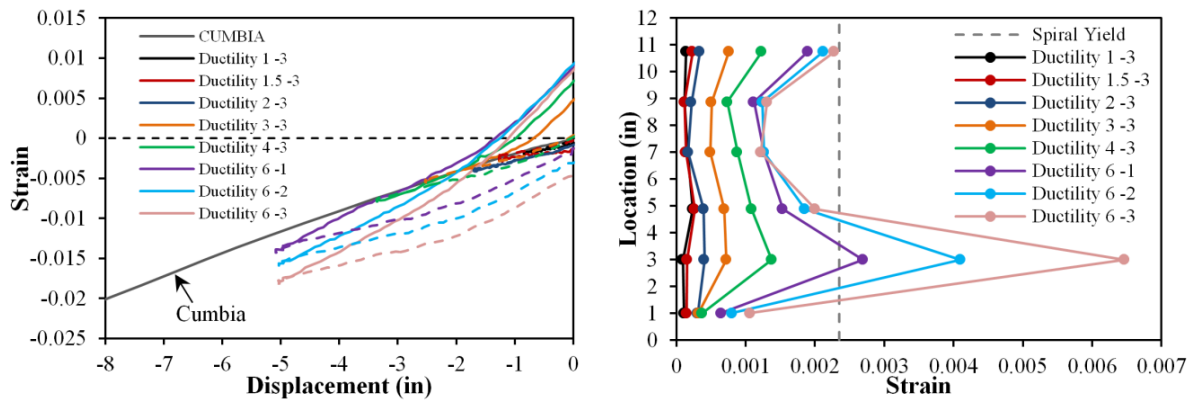 0.015
0.01
0.005
0
-0.005
-0.01
-0.015
-0.02
-0.025
Strain
CUMBIA
Ductility 1 -3
Ductility 1.5 -3
Ductility 2 -3
Ductility 3 -3
Ductility 4 -3
Ductility 6 -1
Ductility 6 -2
Ductility 6 -3
Cumbia
-8 -7 -6 -5 -4 -3 -2 -1 0
Displacement (in)
12
11
10
9
8
7
6
5
4
3
2
1
0
Location (in)
Spiral Yield
Ductility 1 -3
Ductility 1.5 -3
Ductility 2 -3
Ductility 3 -3
Ductility 4 -3
Ductility 6 -1
Ductility 6 -2
Ductility 6 -3
0 0.001 0.002 0.003 0.004 0.005 0.006 0.007
Strain